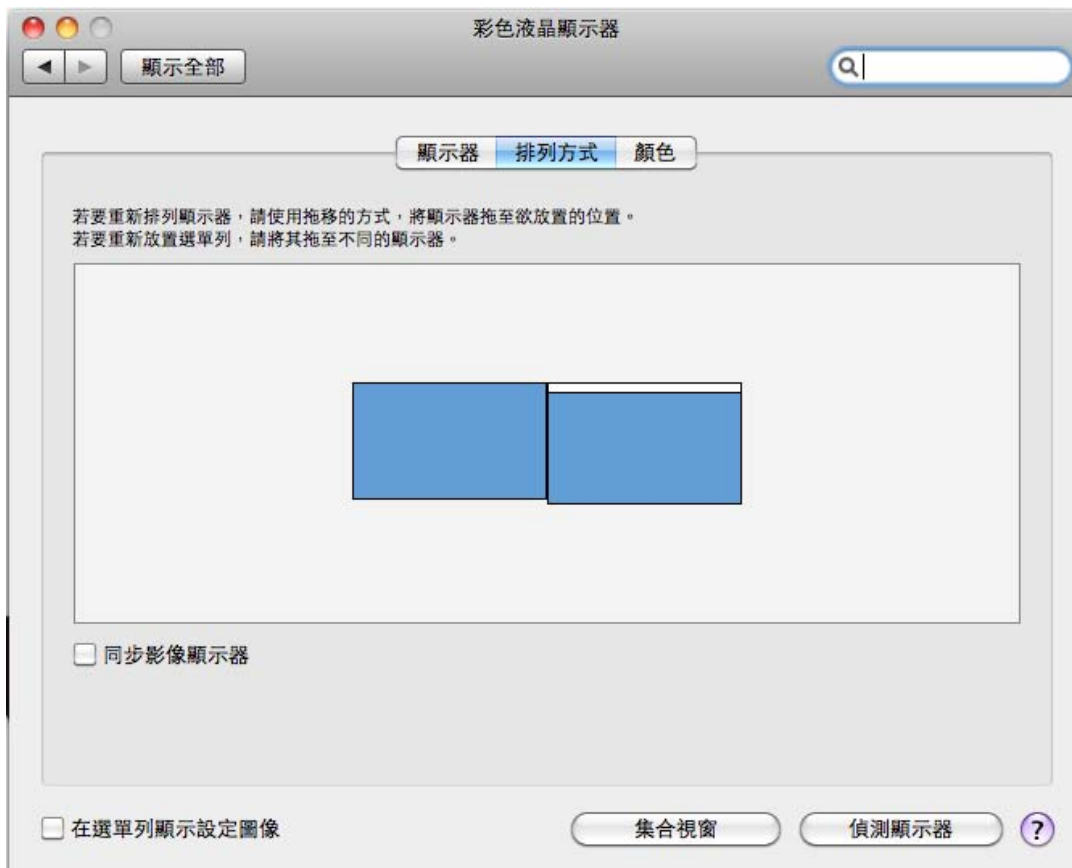 彩色液晶顯示器
顯示全部
顯示器 排列方式 顏色
若要重新排列顯示器，請使用拖移的方式，將顯示器拖至欲放置的位置。
若要重新放置選單列，請將其拖至不同的顯示器。
同步影像顯示器
在選單列顯示設定圖像 集合視窗 偵測顯示器 ?